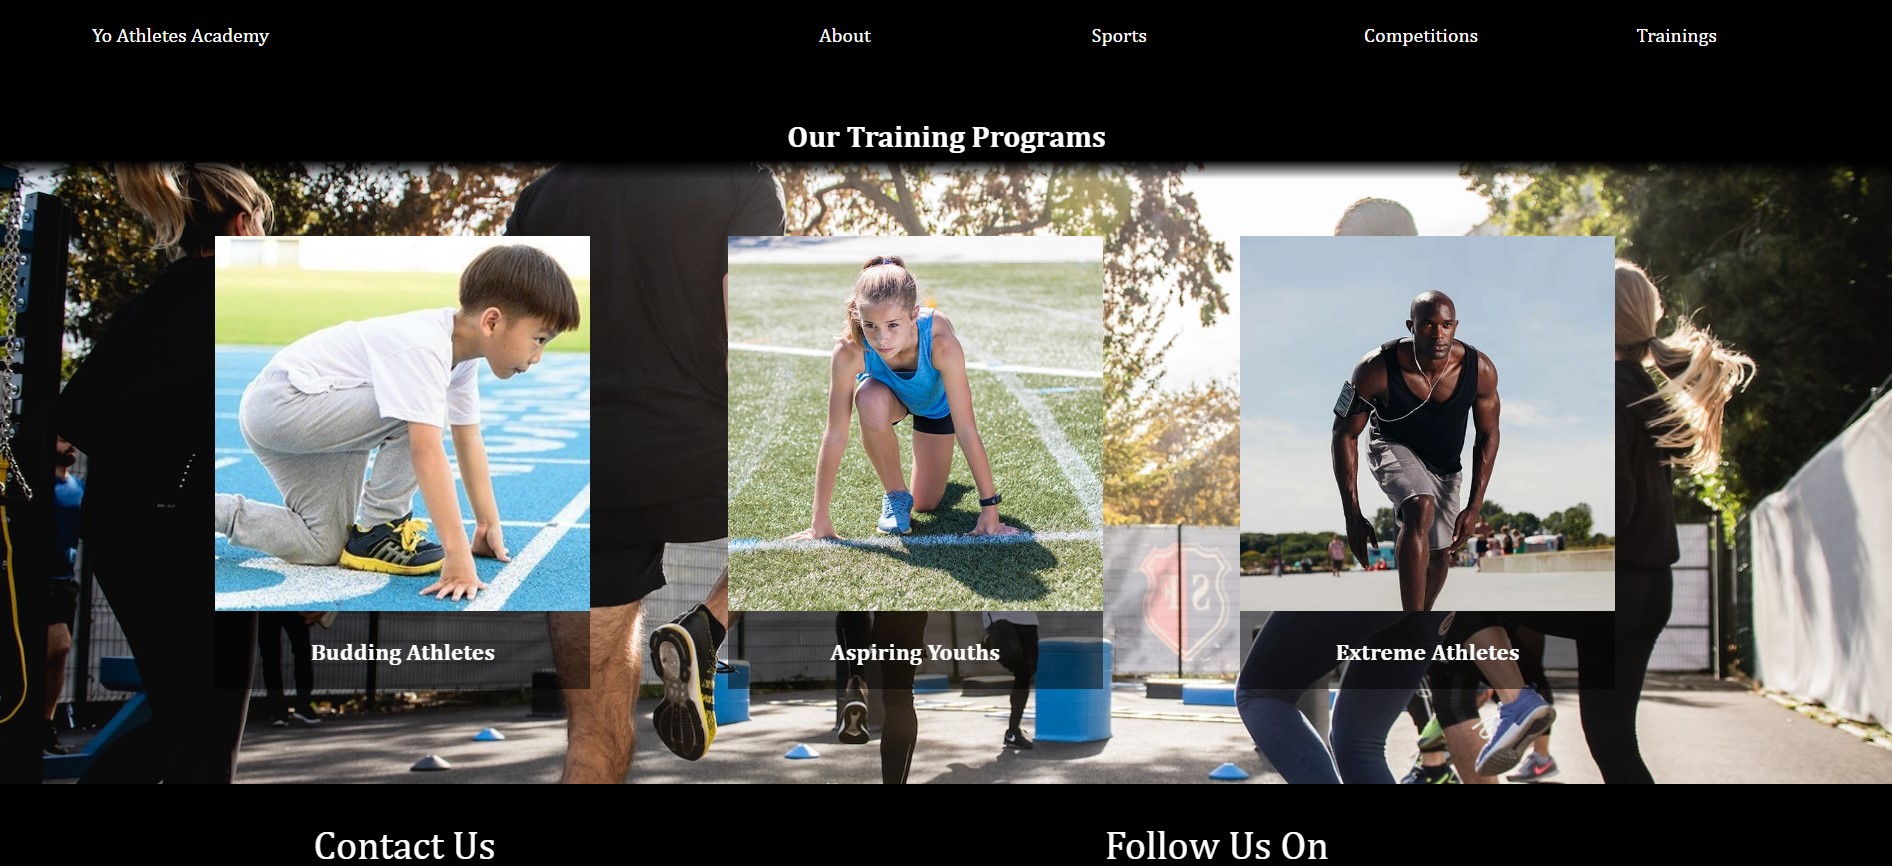 Yo Athletes Academy
About
Sports
Competitions
Trainings
Our Training Programs
Budding Athletes
Aspiring Youths
Extreme Athletes
Contact Us
Follow Us On